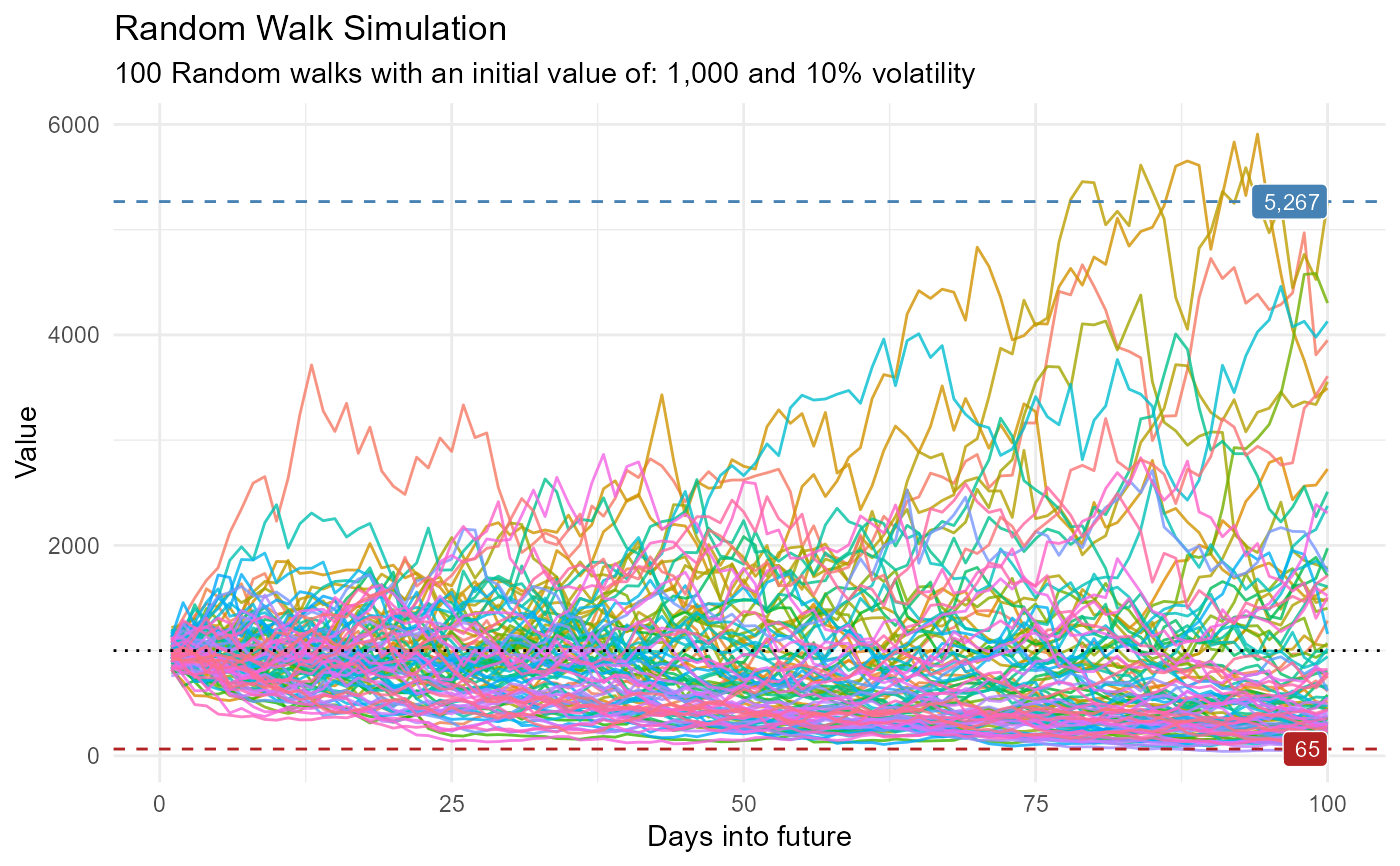 Random Walk Simulation
100 Random walks with an initial value of: 1,000 and 10% volatility
6000
5,267
4000
Value
2000
0
65
0 25 50 75 100
Days into future